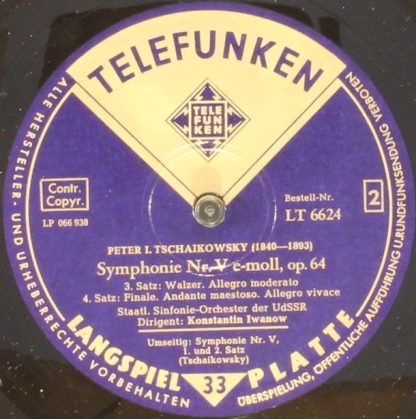 TELEFUNKEN
TELE
FUN
KEN
ALLE HERSTELLER- UND URHEBERRECHTE VORBEHALTEN
ÜBERSPIELUNG, ÖFFENTLICHE AUFFÜHRUNG U. RUNDFUNKSENDUNG VERBOTEN
Contr.
Copyr.
LP 066 938
Bestell-Nr.
LT 6624
2
PETER I. TSCHAIKOWSKY (1840—1893)
Symphonie Nr. V e-moll, op. 64
3. Satz: Walzer. Allegro moderato
4. Satz: Finale. Andante maestoso. Allegro vivace
Staatl. Sinfonie-Orchester der UdSSR
Dirigent: Konstantin Iwanow
Umseitig: Symphonie Nr. V,
1. und 2. Satz
(Tschaikowsky)
LANGSPIEL 33 PLATTE